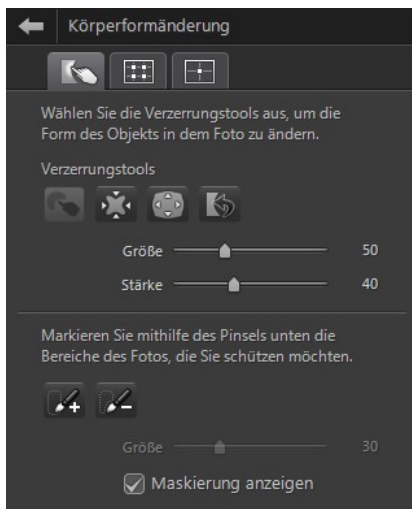 Körperformänderung
Wählen Sie die Verzerrungstools aus, um die
Form des Objekts in dem Foto zu ändern.
Verzerrungstools
Größe 50
Stärke 40
Markieren Sie mithilfe des Pinsels unten die
Bereiche des Fotos, die Sie schützen möchten.
Größe 30
Maskierung anzeigen